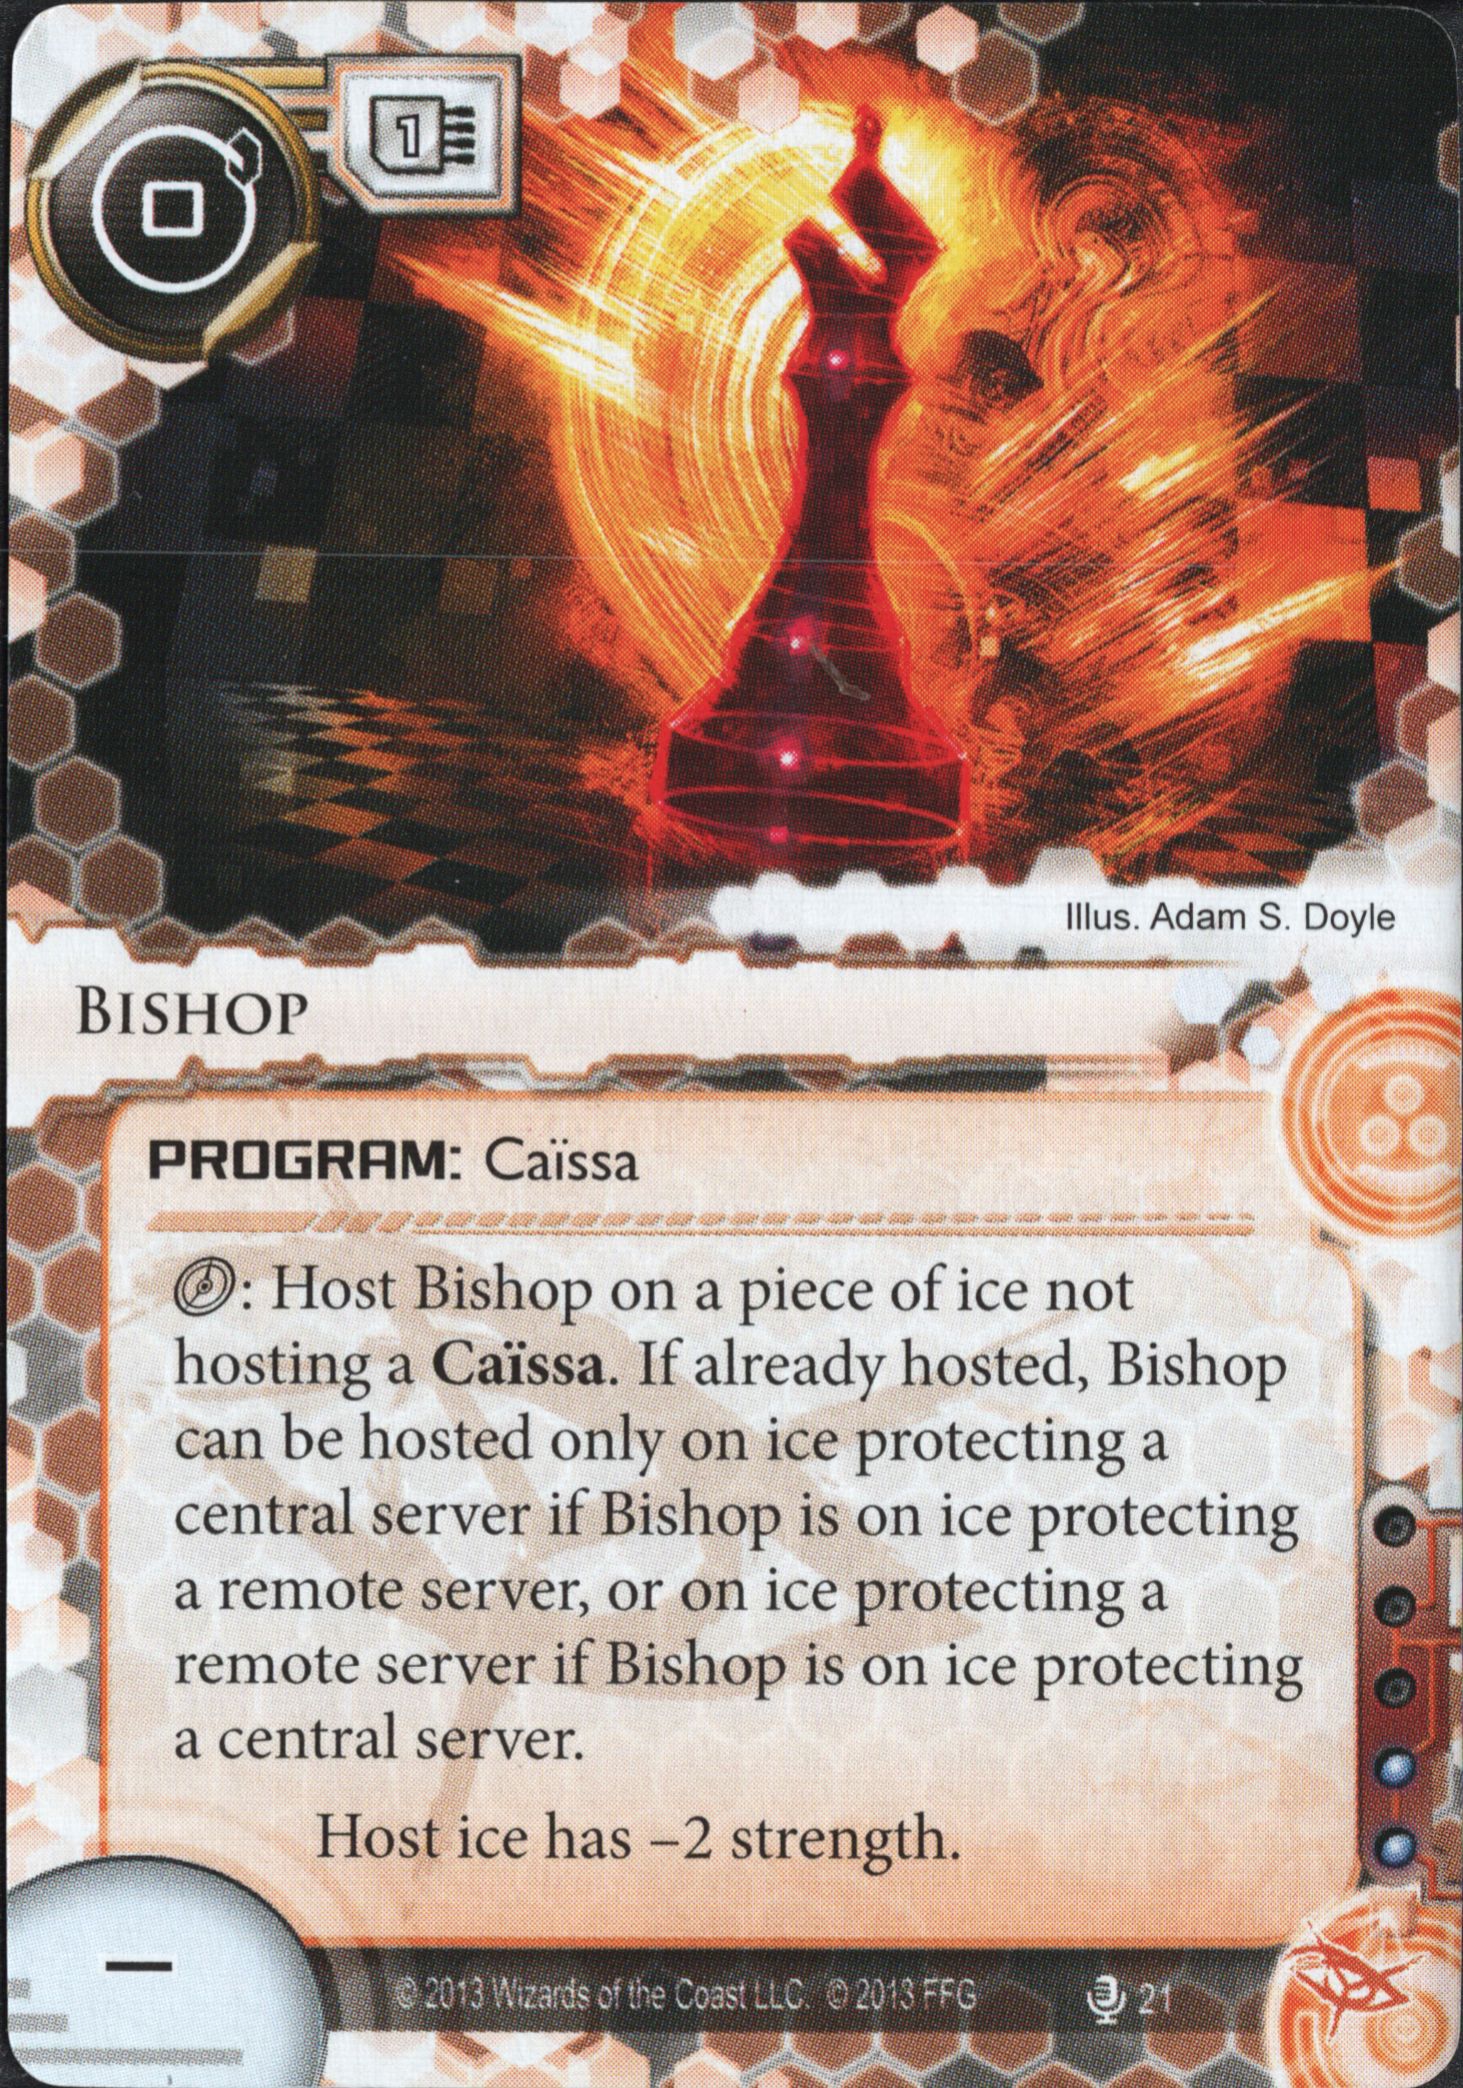 0
1
Illus. Adam S. Doyle
BISHOP
PROGRAM: Caïssa
: Host Bishop on a piece of ice not
hosting a Caïssa. If already hosted, Bishop
can be hosted only on ice protecting a
central server if Bishop is on ice protecting
a remote server, or on ice protecting a
remote server if Bishop is on ice protecting
a central server.
Host ice has –2 strength.
–
© 2013 Wizards of the Coast LLC. © 2013 FFG
21